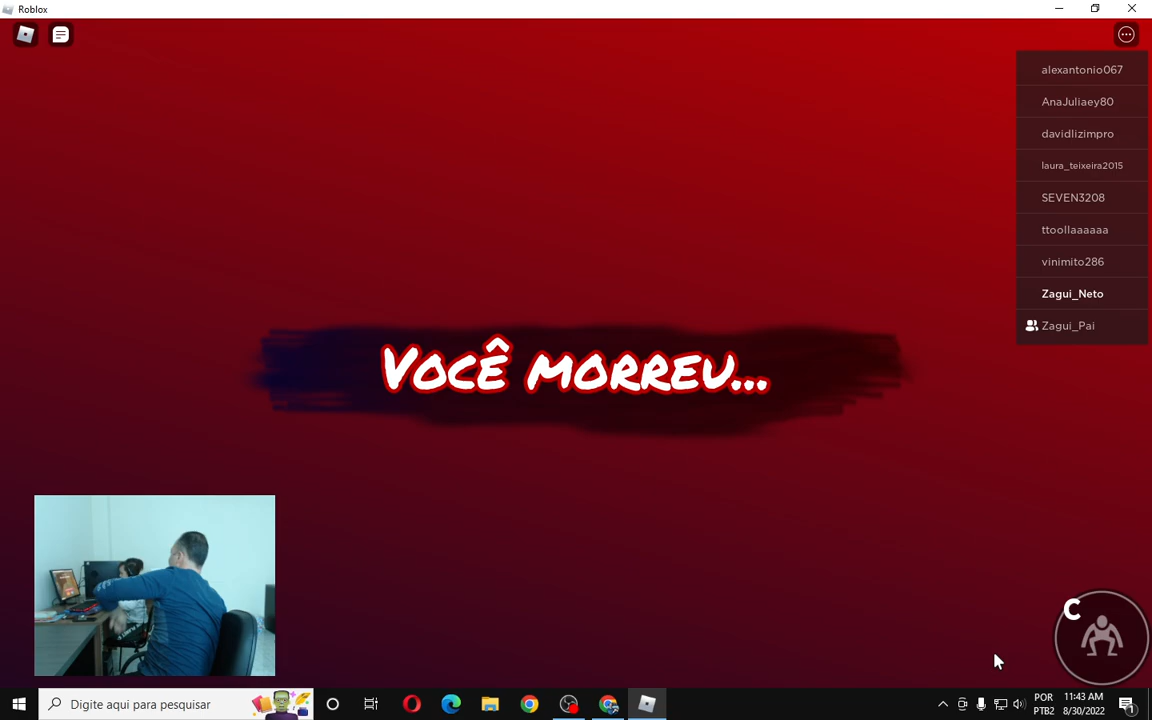 Roblox
alexantonio067
AnaJuliaey80
davidlizimpro
laura_teixeira2015
SEVEN3208
ttoollaaaaaa
vinimito286
Zagui_Neto
Zagui_Pai
Você morreu...
C
Digite aqui para pesquisar
POR
PTB2
11:43 AM
8/30/2022
1